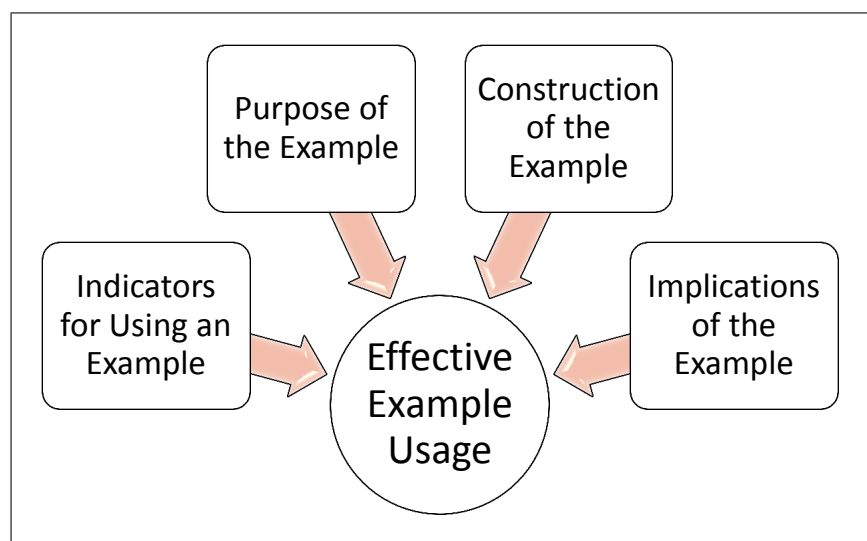 Purpose of
the Example
Construction
of the
Example
Indicators
for Using an
Example
Implications
of the
Example
Effective
Example
Usage